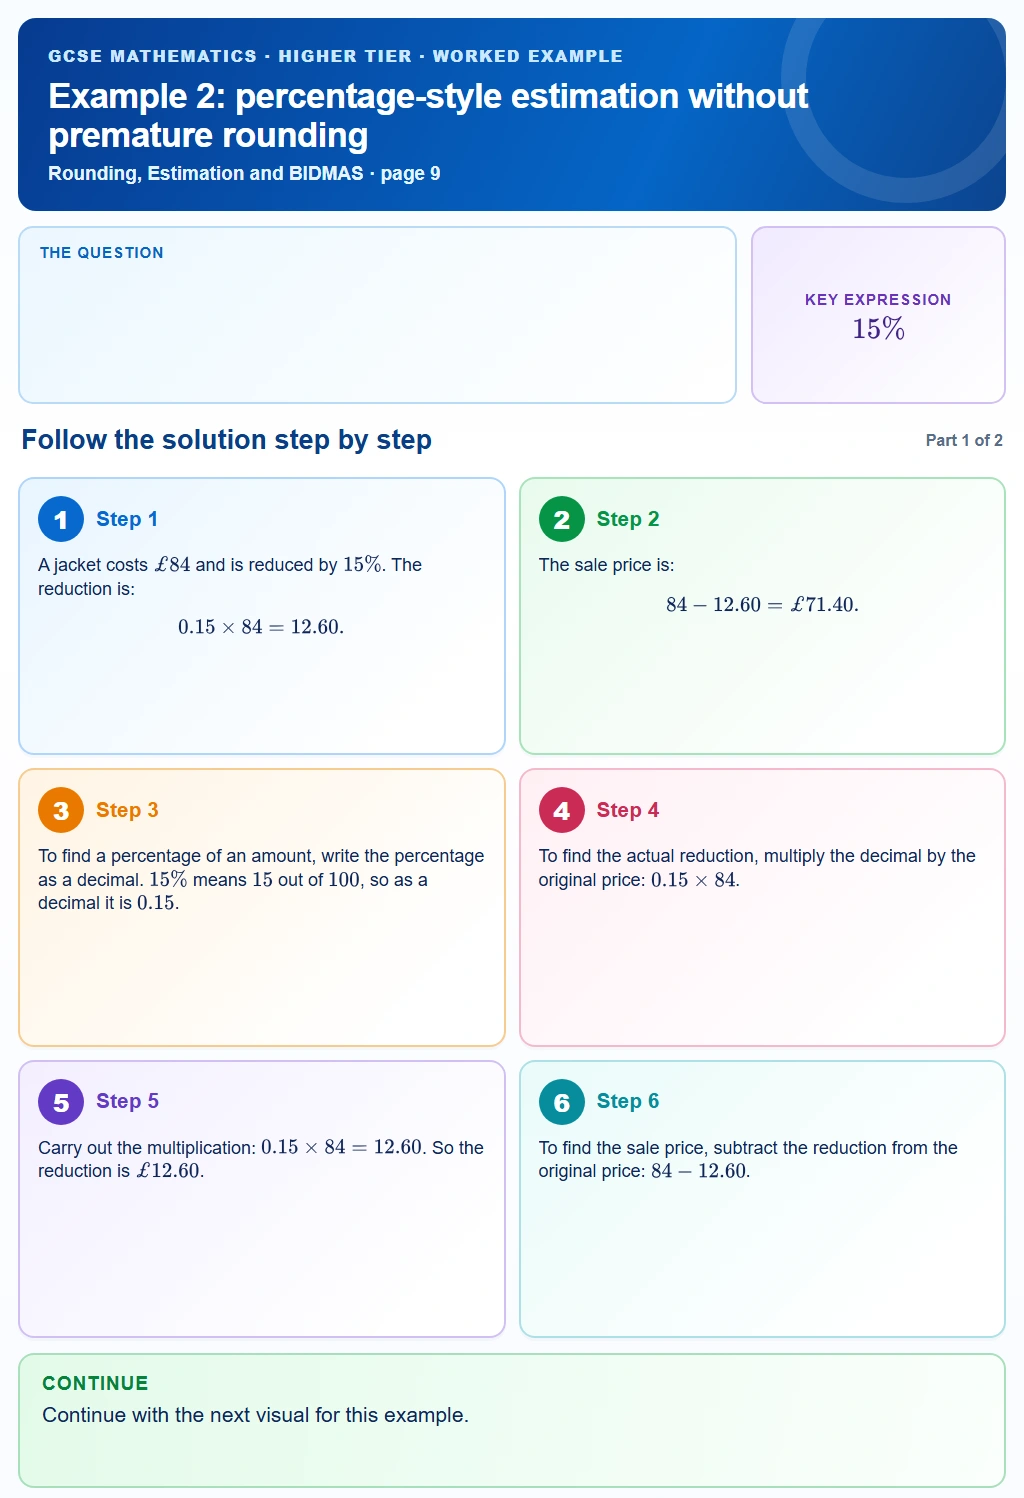 GCSE MATHEMATICS · HIGHER TIER · WORKED EXAMPLE
Example 2: percentage-style estimation without
premature rounding
Rounding, Estimation and BIDMAS · page 9
THE QUESTION
KEY EXPRESSION
15%
Follow the solution step by step
Part 1 of 2
1 Step 1
A jacket costs £84 and is reduced by 15%. The
reduction is:
0.15 × 84 = 12.60.
2 Step 2
The sale price is:
84 − 12.60 = £71.40.
3 Step 3
To find a percentage of an amount, write the percentage
as a decimal. 15% means 15 out of 100, so as a
decimal it is 0.15.
4 Step 4
To find the actual reduction, multiply the decimal by the
original price: 0.15 × 84.
5 Step 5
Carry out the multiplication: 0.15 × 84 = 12.60. So the
reduction is £12.60.
6 Step 6
To find the sale price, subtract the reduction from the
original price: 84 − 12.60.
CONTINUE
Continue with the next visual for this example.